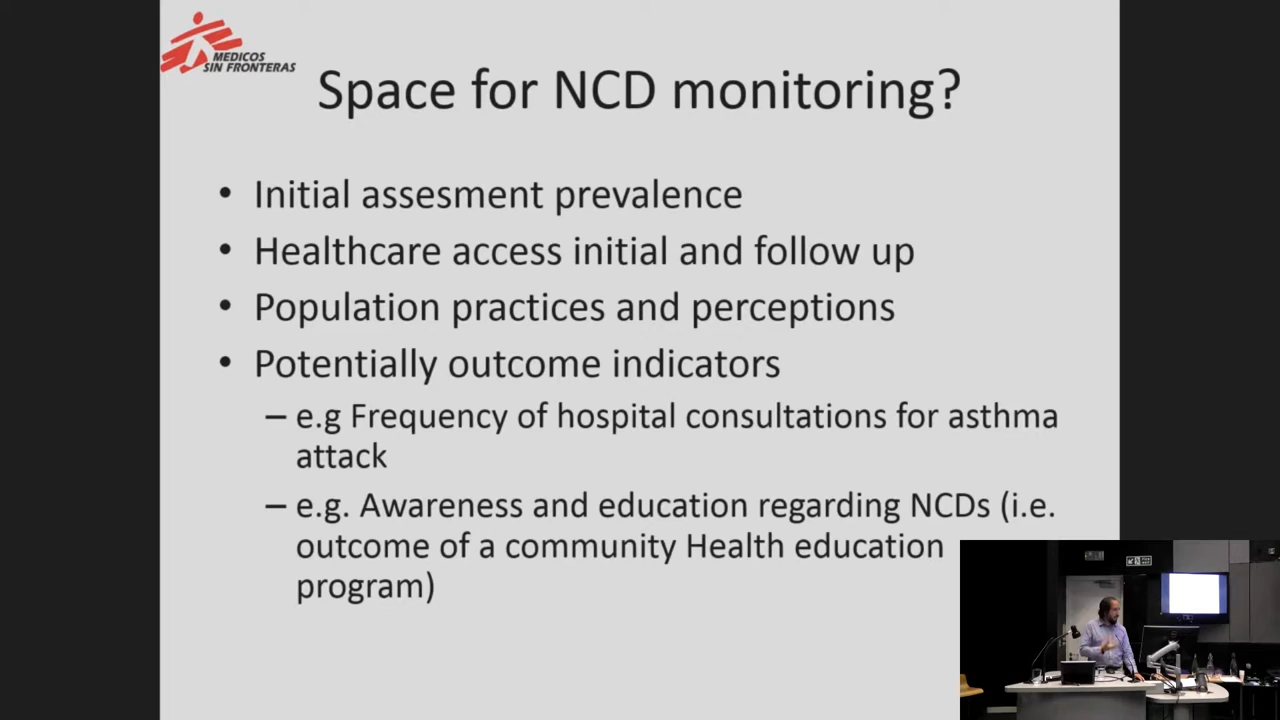 MEDICOS
SIN FRONTERAS
Space for NCD monitoring?
• Initial assesment prevalence
• Healthcare access initial and follow up
• Population practices and perceptions
• Potentially outcome indicators
– e.g Frequency of hospital consultations for asthma
attack
– e.g. Awareness and education regarding NCDs (i.e.
outcome of a community Health education
program)